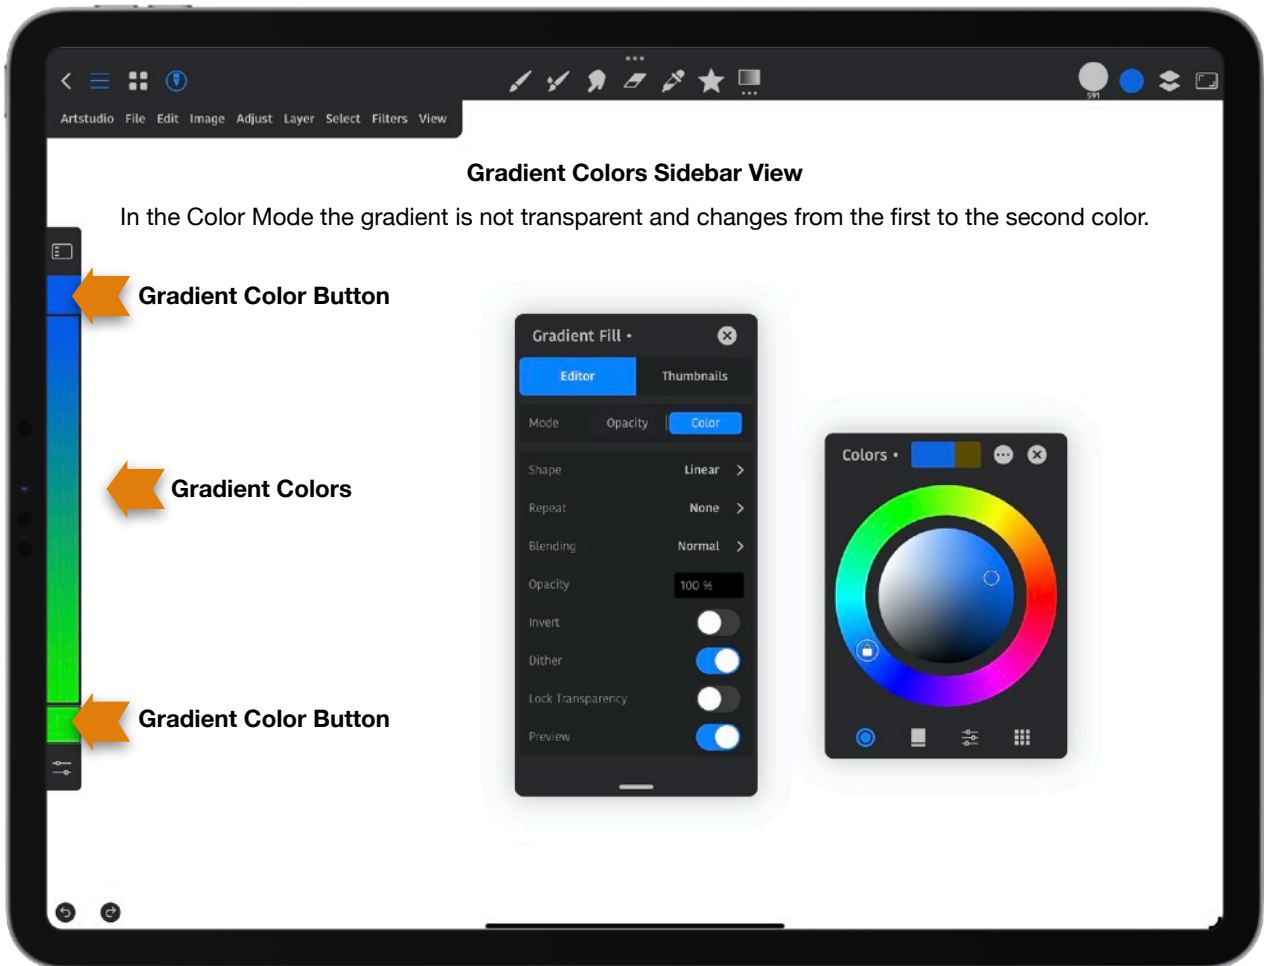 591
Artstudio File Edit Image Adjust Layer Select Filters View
Gradient Colors Sidebar View
In the Color Mode the gradient is not transparent and changes from the first to the second color.
Gradient Color Button
Gradient Colors
Gradient Color Button
Gradient Fill •
Editor Thumbnails
Mode Opacity Color
Shape Linear
Repeat None
Blending Normal
Opacity 100 %
Invert
Dither
Lock Transparency
Preview
Colors •